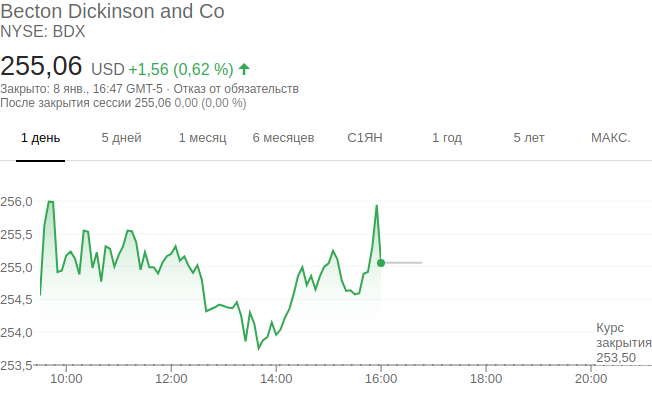 Becton Dickinson and Co
NYSE: BDX
255,06 USD +1,56 (0,62 %)
Закрыто: 8 янв., 16:47 GMT-5 · Отказ от обязательств
После закрытия сессии 255,06 0,00 (0,00 %)
1 день 5 дней 1 месяц 6 месяцев С1ЯН 1 год 5 лет МАКС.
256,0
255,5
255,0
254,5
254,0
253,5
Курс
закрытия
253,50
10:00 12:00 14:00 16:00 18:00 20:00